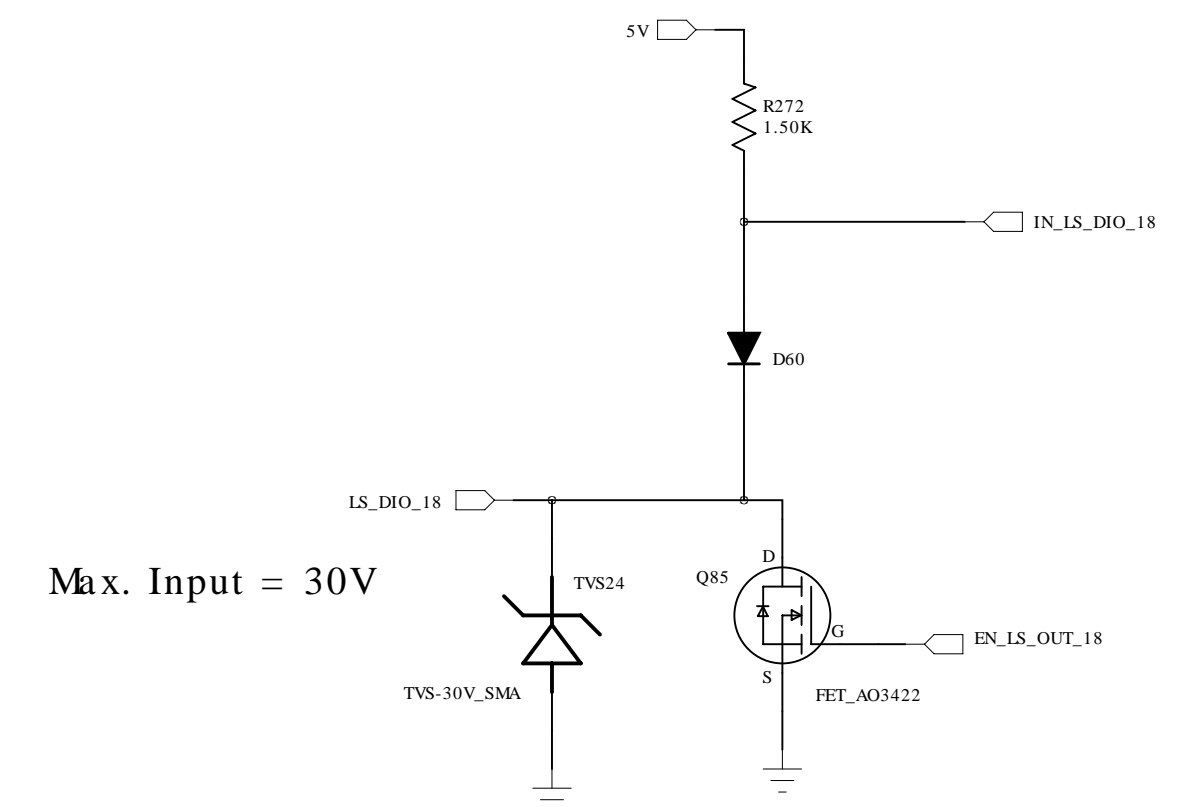 5V
R272
1.50K
IN_LS_DIO_18
D60
LS_DIO_18
D
Max. Input = 30V
Q85
TVS24
G
EN_LS_OUT_18
S
TVS-30V_SMA
FET_AO3422